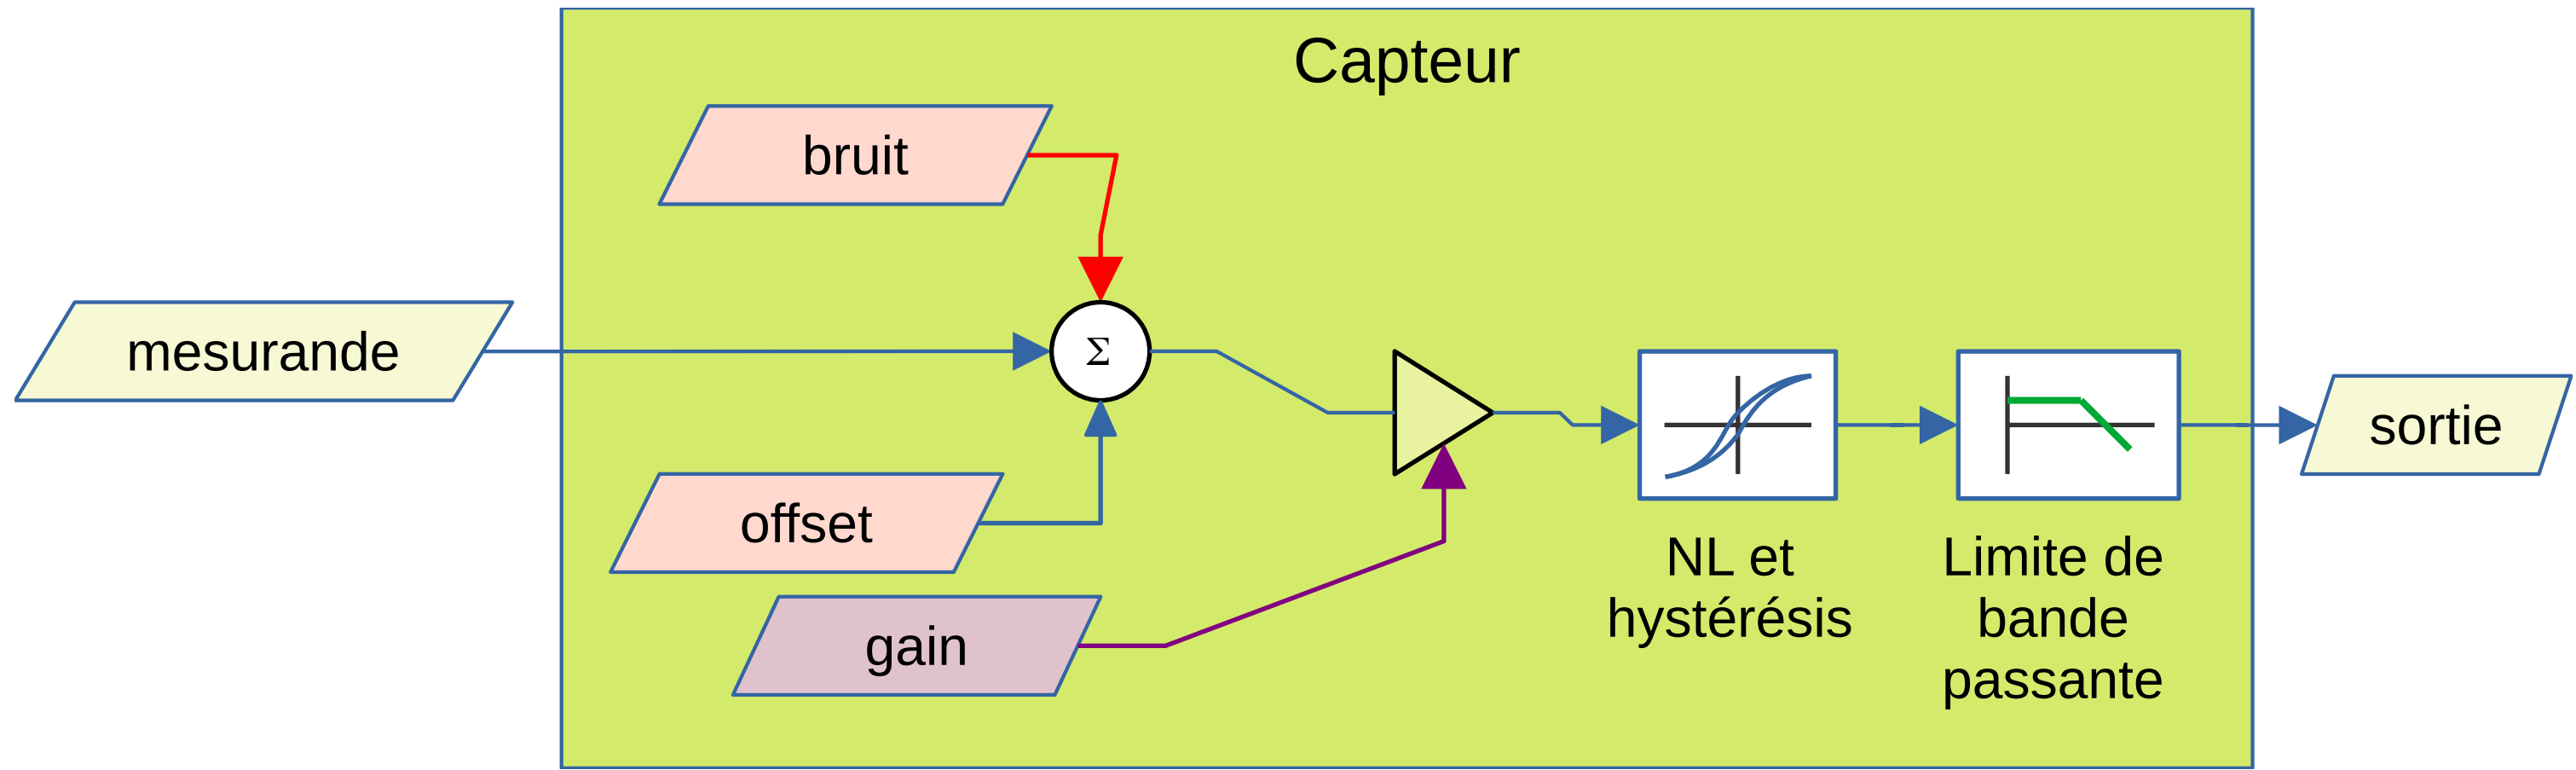 Capteur
bruit
mesurande
Σ
offset
gain
sortie
NL et
hystérésis
Limite de
bande
passante